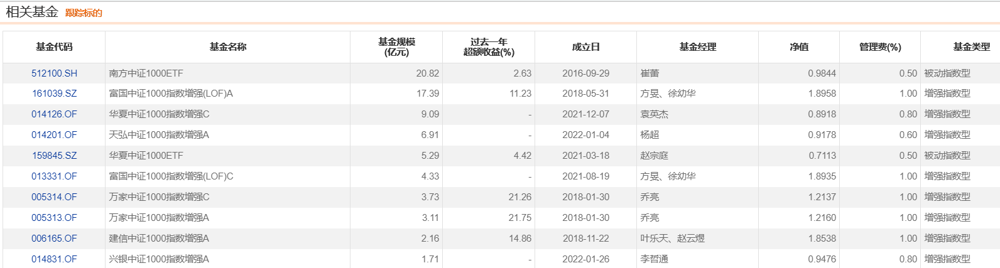 相关基金 跟踪标的
基金代码 基金名称 基金规模(亿元) 过去一年超额收益(%) 成立日 基金经理 净值 管理费(%) 基金类型
512100.SH 南方中证1000ETF 20.82 2.63 2016-09-29 崔蕾 0.9844 0.50 被动指数型
161039.SZ 富国中证1000指数增强(LOF)A 17.39 11.23 2018-05-31 方旻、徐幼华 1.8958 1.00 增强指数型
014126.OF 华夏中证1000指数增强C 9.09 - 2021-12-07 袁英杰 0.8918 0.80 增强指数型
014201.OF 天弘中证1000指数增强A 6.91 - 2022-01-04 杨超 0.9178 0.60 增强指数型
159845.SZ 华夏中证1000ETF 5.29 4.42 2021-03-18 赵宗庭 0.7113 0.50 被动指数型
013331.OF 富国中证1000指数增强(LOF)C 4.33 - 2021-08-19 方旻、徐幼华 1.8935 1.00 增强指数型
005314.OF 万家中证1000指数增强C 3.73 21.26 2018-01-30 乔亮 1.2137 1.00 增强指数型
005313.OF 万家中证1000指数增强A 3.11 21.75 2018-01-30 乔亮 1.2160 1.00 增强指数型
006165.OF 建信中证1000指数增强A 2.16 14.86 2018-11-22 叶乐天、赵云煜 1.8538 1.00 增强指数型
014831.OF 兴银中证1000指数增强A 1.71 - 2022-01-26 李哲通 0.9476 0.80 增强指数型